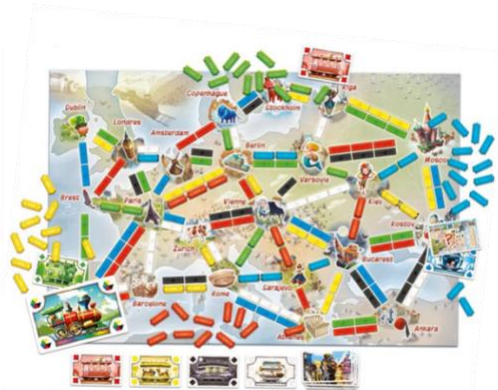 Copenhague
Stockholm
Riga
Dublin
Londres
Amsterdam
Berlin
Moscou
Varsovie
Brest
Paris
Kiev
Vienne
Rostov
Zurich
Bucarest
Sarajevo
Barcelone
Rome
Ankara